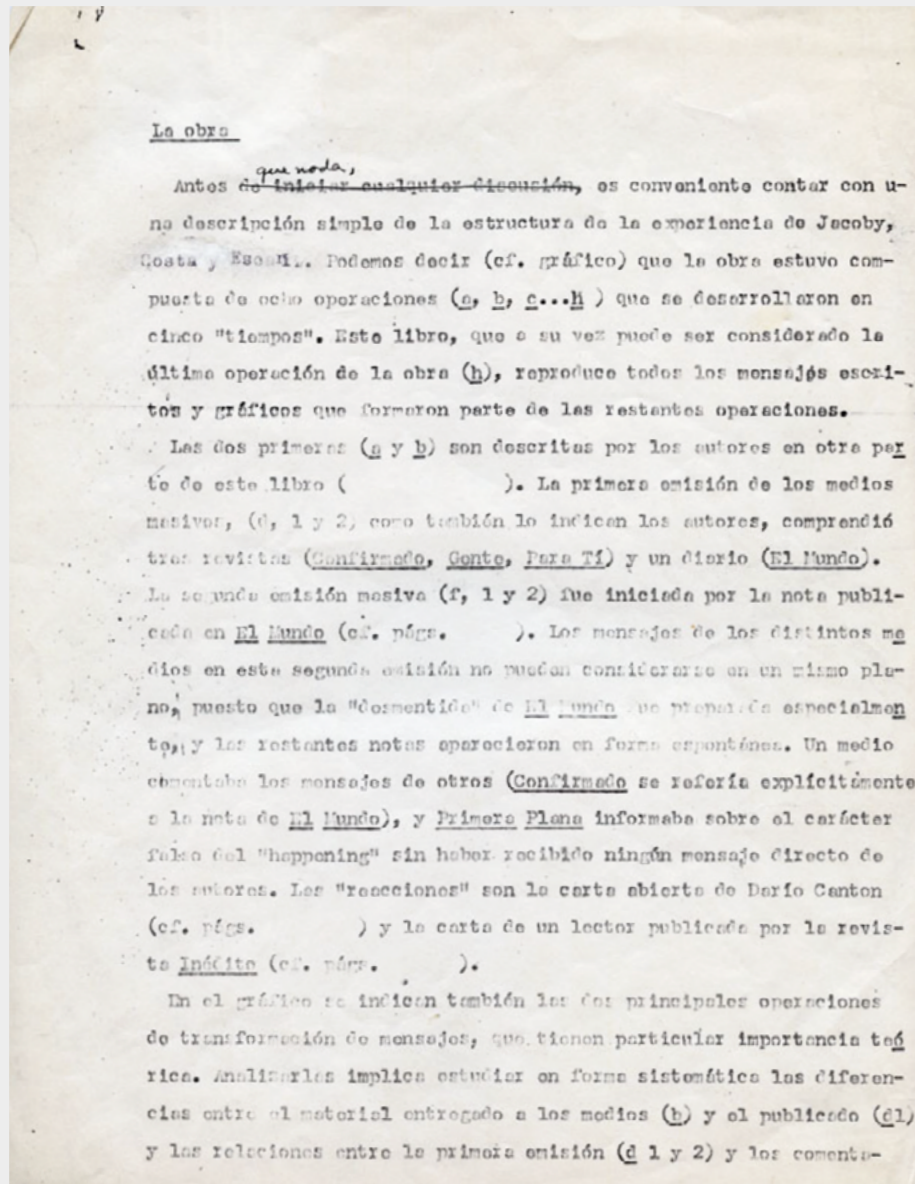 La obra
que nada,
Antes de iniciar cualquier discusión, es conveniente contar con u-
na descripción simple de la estructura de la experiencia de Jacoby,
Costa y Escari. Podemos decir (cf. gráfico) que la obra estuvo com-
puesta de ocho operaciones (a, b, c...h ) que se desarrollaron en
cinco "tiempos". Este libro, que a su vez puede ser considerado la
última operación de la obra (h), reproduce todos los mensajes escri-
tos y gráficos que formaron parte de las restantes operaciones.
Las dos primeras (a y b) son descritas por los autores en otra par
te de este libro ( ). La primera emisión de los medios
masivos, (d, 1 y 2) como también lo indican los autores, comprendió
tres revistas (Confirmado, Gente, Para Tí) y un diario (El Mundo).
La segunda emisión masiva (f, 1 y 2) fue iniciada por la nota publi-
cada en El Mundo (cf. págs. ). Los mensajes de los distintos me
dios en esta segunda emisión no pueden considerarse en un mismo pla-
no, puesto que la "desmentida" de El Mundo fue preparada especialmen
te, y las restantes notas aparecieron en forma espontánea. Un medio
comentaba los mensajes de otros (Confirmado se refería explícitamente
a la nota de El Mundo), y Primera Plana informaba sobre el carácter
falso del "happening" sin haber recibido ningún mensaje directo de
los autores. Las "reacciones" son la carta abierta de Darío Canton
(cf. págs. ) y la carta de un lector publicada por la revis-
ta Inédito (cf. págs. ).
En el gráfico se indican también las dos principales operaciones
de transformación de mensajes, que tienen particular importancia teó
rica. Analizarlas implica estudiar en forma sistemática las diferen-
cias entre el material entregado a los medios (b) y el publicado (d1)
y las relaciones entre la primera emisión (d 1 y 2) y los comenta-